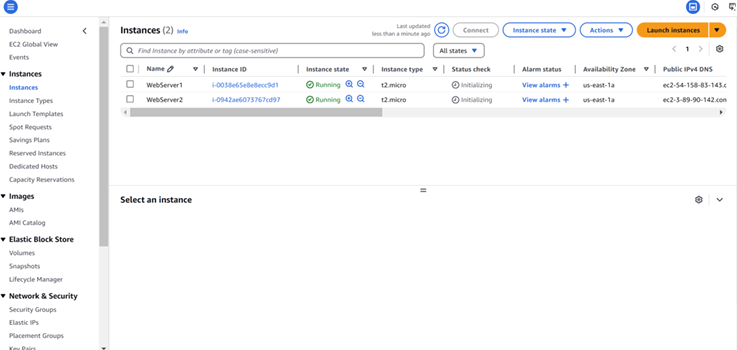 Instances (2) Info
Last updated
less than a minute ago
Connect
Instance state
Actions
Launch instances
Find Instance by attribute or tag (case-sensitive)
All states
1
Name Instance ID Instance state Instance type Status check Alarm status Availability Zone Public IPv4 DNS
WebServer1 i-0038e65e8e8ecc9d1 Running t2.micro Initializing View alarms + us-east-1a ec2-54-158-83-143.c
WebServer2 i-0942ae6073767cd97 Running t2.micro Initializing View alarms + us-east-1a ec2-3-89-90-142.con
Select an instance
Dashboard
EC2 Global View
Events
Instances
Instances
Instance Types
Launch Templates
Spot Requests
Savings Plans
Reserved Instances
Dedicated Hosts
Capacity Reservations
Images
AMIs
AMI Catalog
Elastic Block Store
Volumes
Snapshots
Lifecycle Manager
Network & Security
Security Groups
Elastic IPs
Placement Groups
Key Pairs